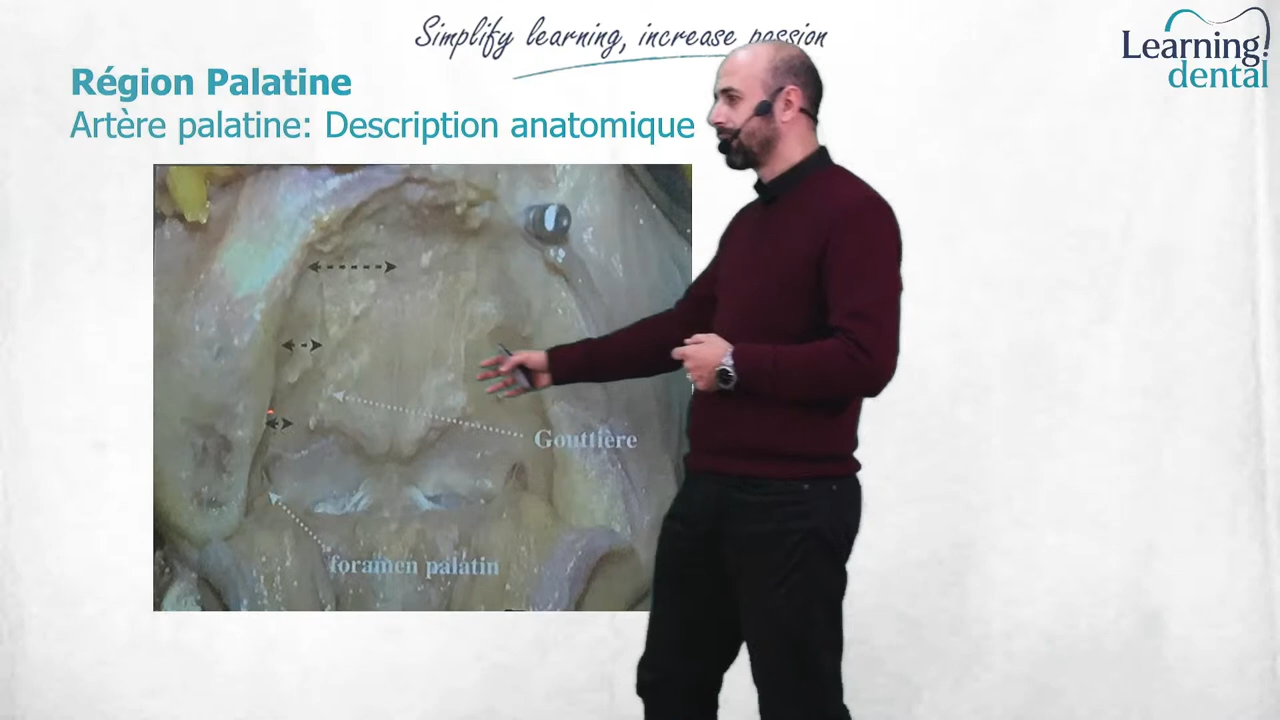 Simplify learning, increase passion
Learning!
dental
Région Palatine
Artère palatine: Description anatomique
Gouttière
foramen palatin